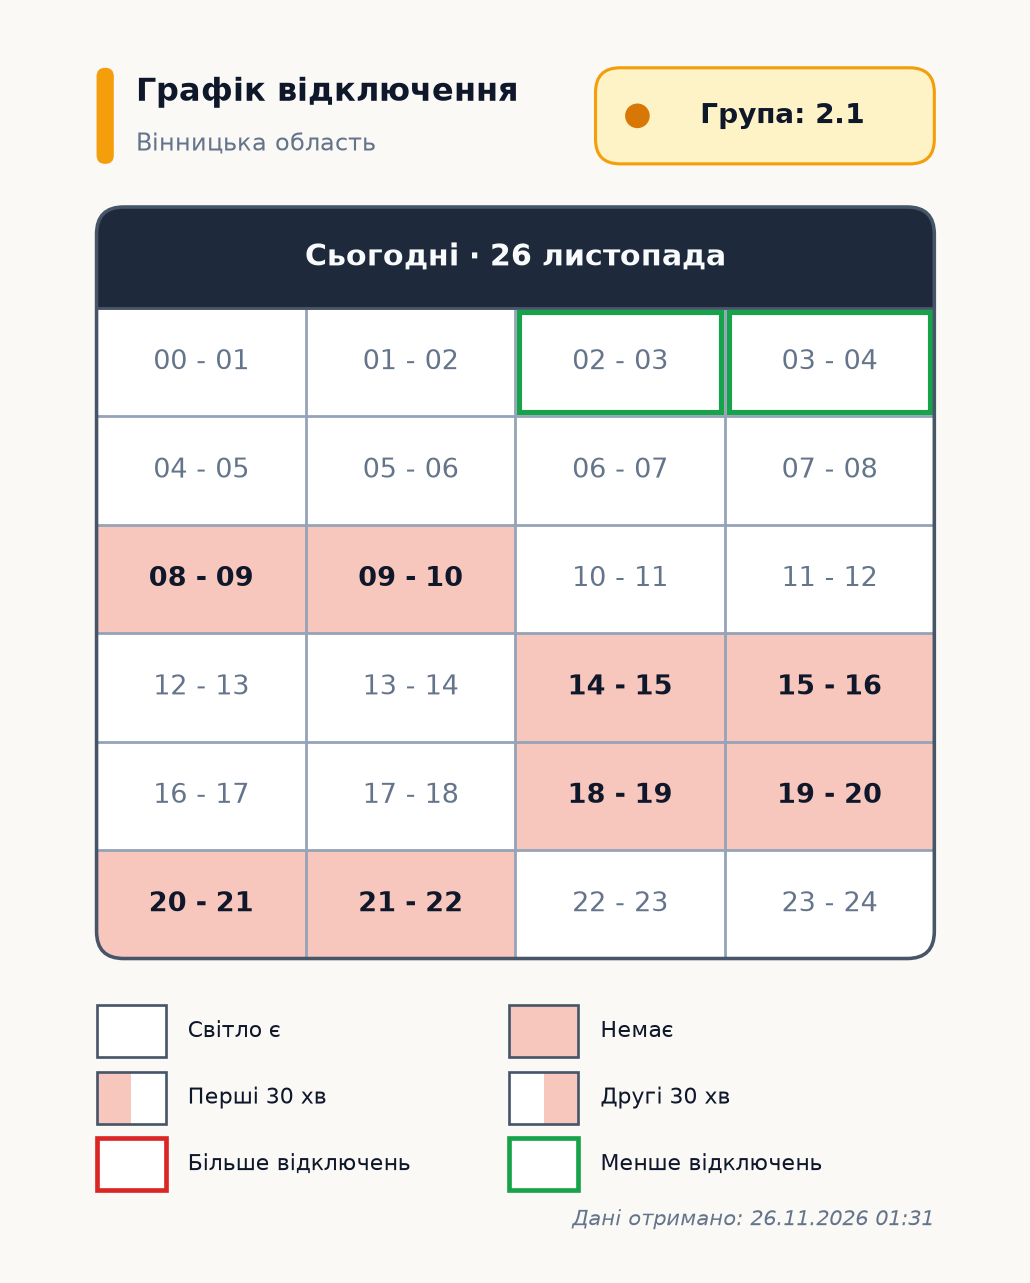 Графік відключення
Вінницька область
Група: 2.1
Сьогодні · 26 листопада
00 - 01 01 - 02 02 - 03 03 - 04
04 - 05 05 - 06 06 - 07 07 - 08
08 - 09 09 - 10 10 - 11 11 - 12
12 - 13 13 - 14 14 - 15 15 - 16
16 - 17 17 - 18 18 - 19 19 - 20
20 - 21 21 - 22 22 - 23 23 - 24
Світло є Немає
Перші 30 хв Другі 30 хв
Більше відключень Менше відключень
Дані отримано: 26.11.2026 01:31